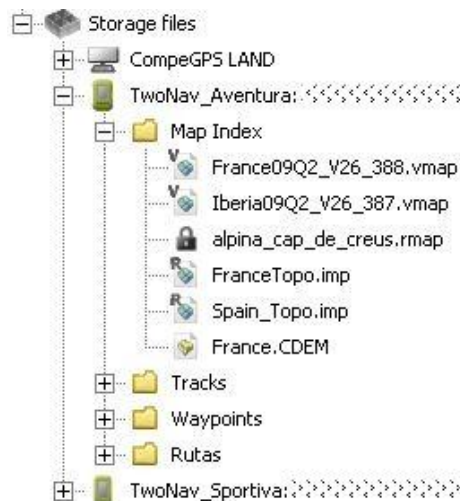 Storage files
CompeGPS LAND
TwoNav_Aventura:
Map Index
France09Q2_V26_388.vmap
Iberia09Q2_V26_387.vmap
alpina_cap_de_creus.rmap
FranceTopo.imp
Spain_Topo.imp
France.CDEM
Tracks
Waypoints
Rutas
TwoNav_Sportiva: